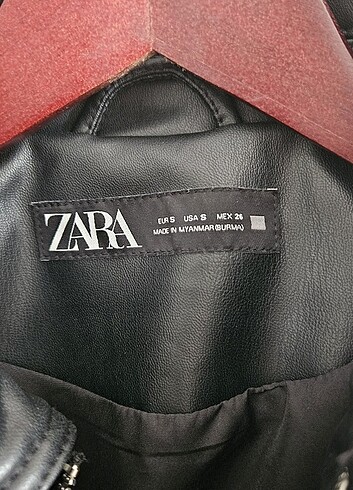 ZARA
EUR S USA S MEX 26
MADE IN MYANMAR(BURMA)